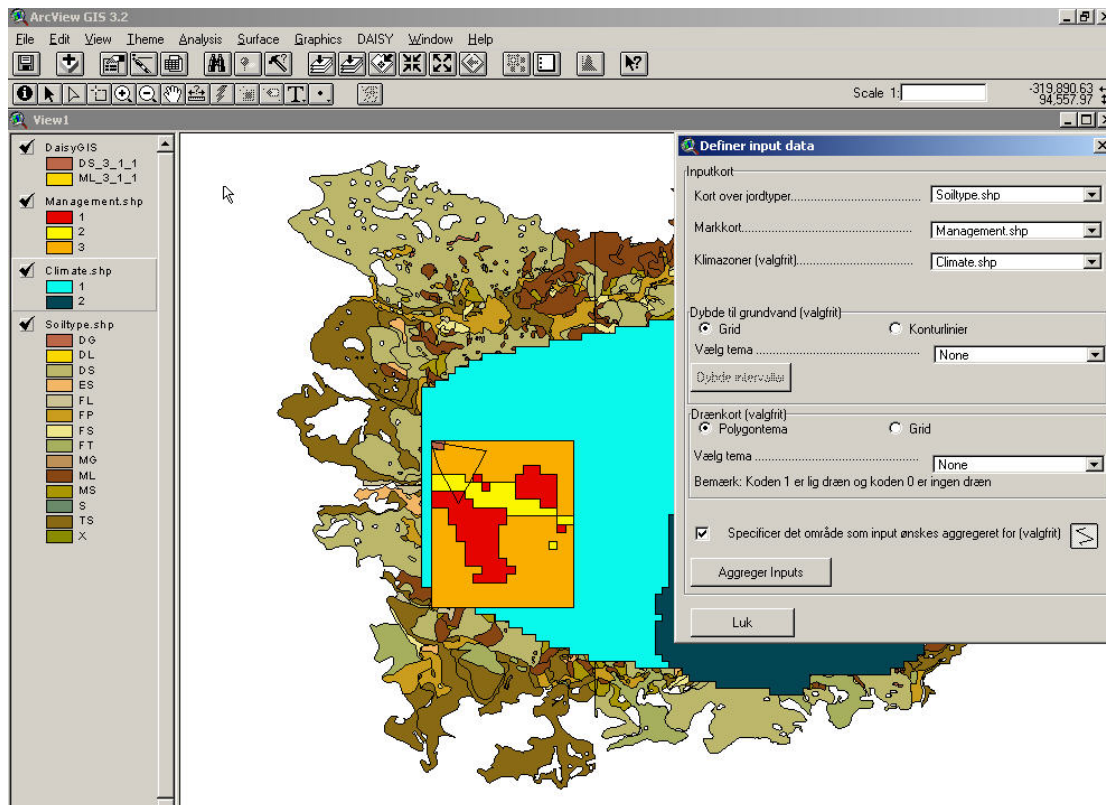 ArcView GIS 3.2
File Edit View Theme Analysis Surface Graphics DAISY Window Help
Scale 1:
-319,890.63
94,557.97
View1
DaisyGIS
DS_3_1_1
ML_3_1_1
Management.shp
1
2
3
Climate.shp
1
2
Soiltype.shp
DG
DL
DS
ES
FL
FP
FS
FT
MG
ML
MS
S
TS
X
Definer input data
Inputkort
Kort over jordtyper Soiltype.shp
Markkort Management.shp
Klimazoner (valgfrit) Climate.shp
Dybde til grundvand (valgfrit)
Grid Konturlinier
Vælg tema None
Dybde intervaller
Drænkort (valgfrit)
Polygontema Grid
Vælg tema None
Bemærk: Koden 1 er lig dræn og koden 0 er ingen dræn
Specificer det område som input ønskes aggregeret for (valgfrit)
Aggreger Inputs
Luk